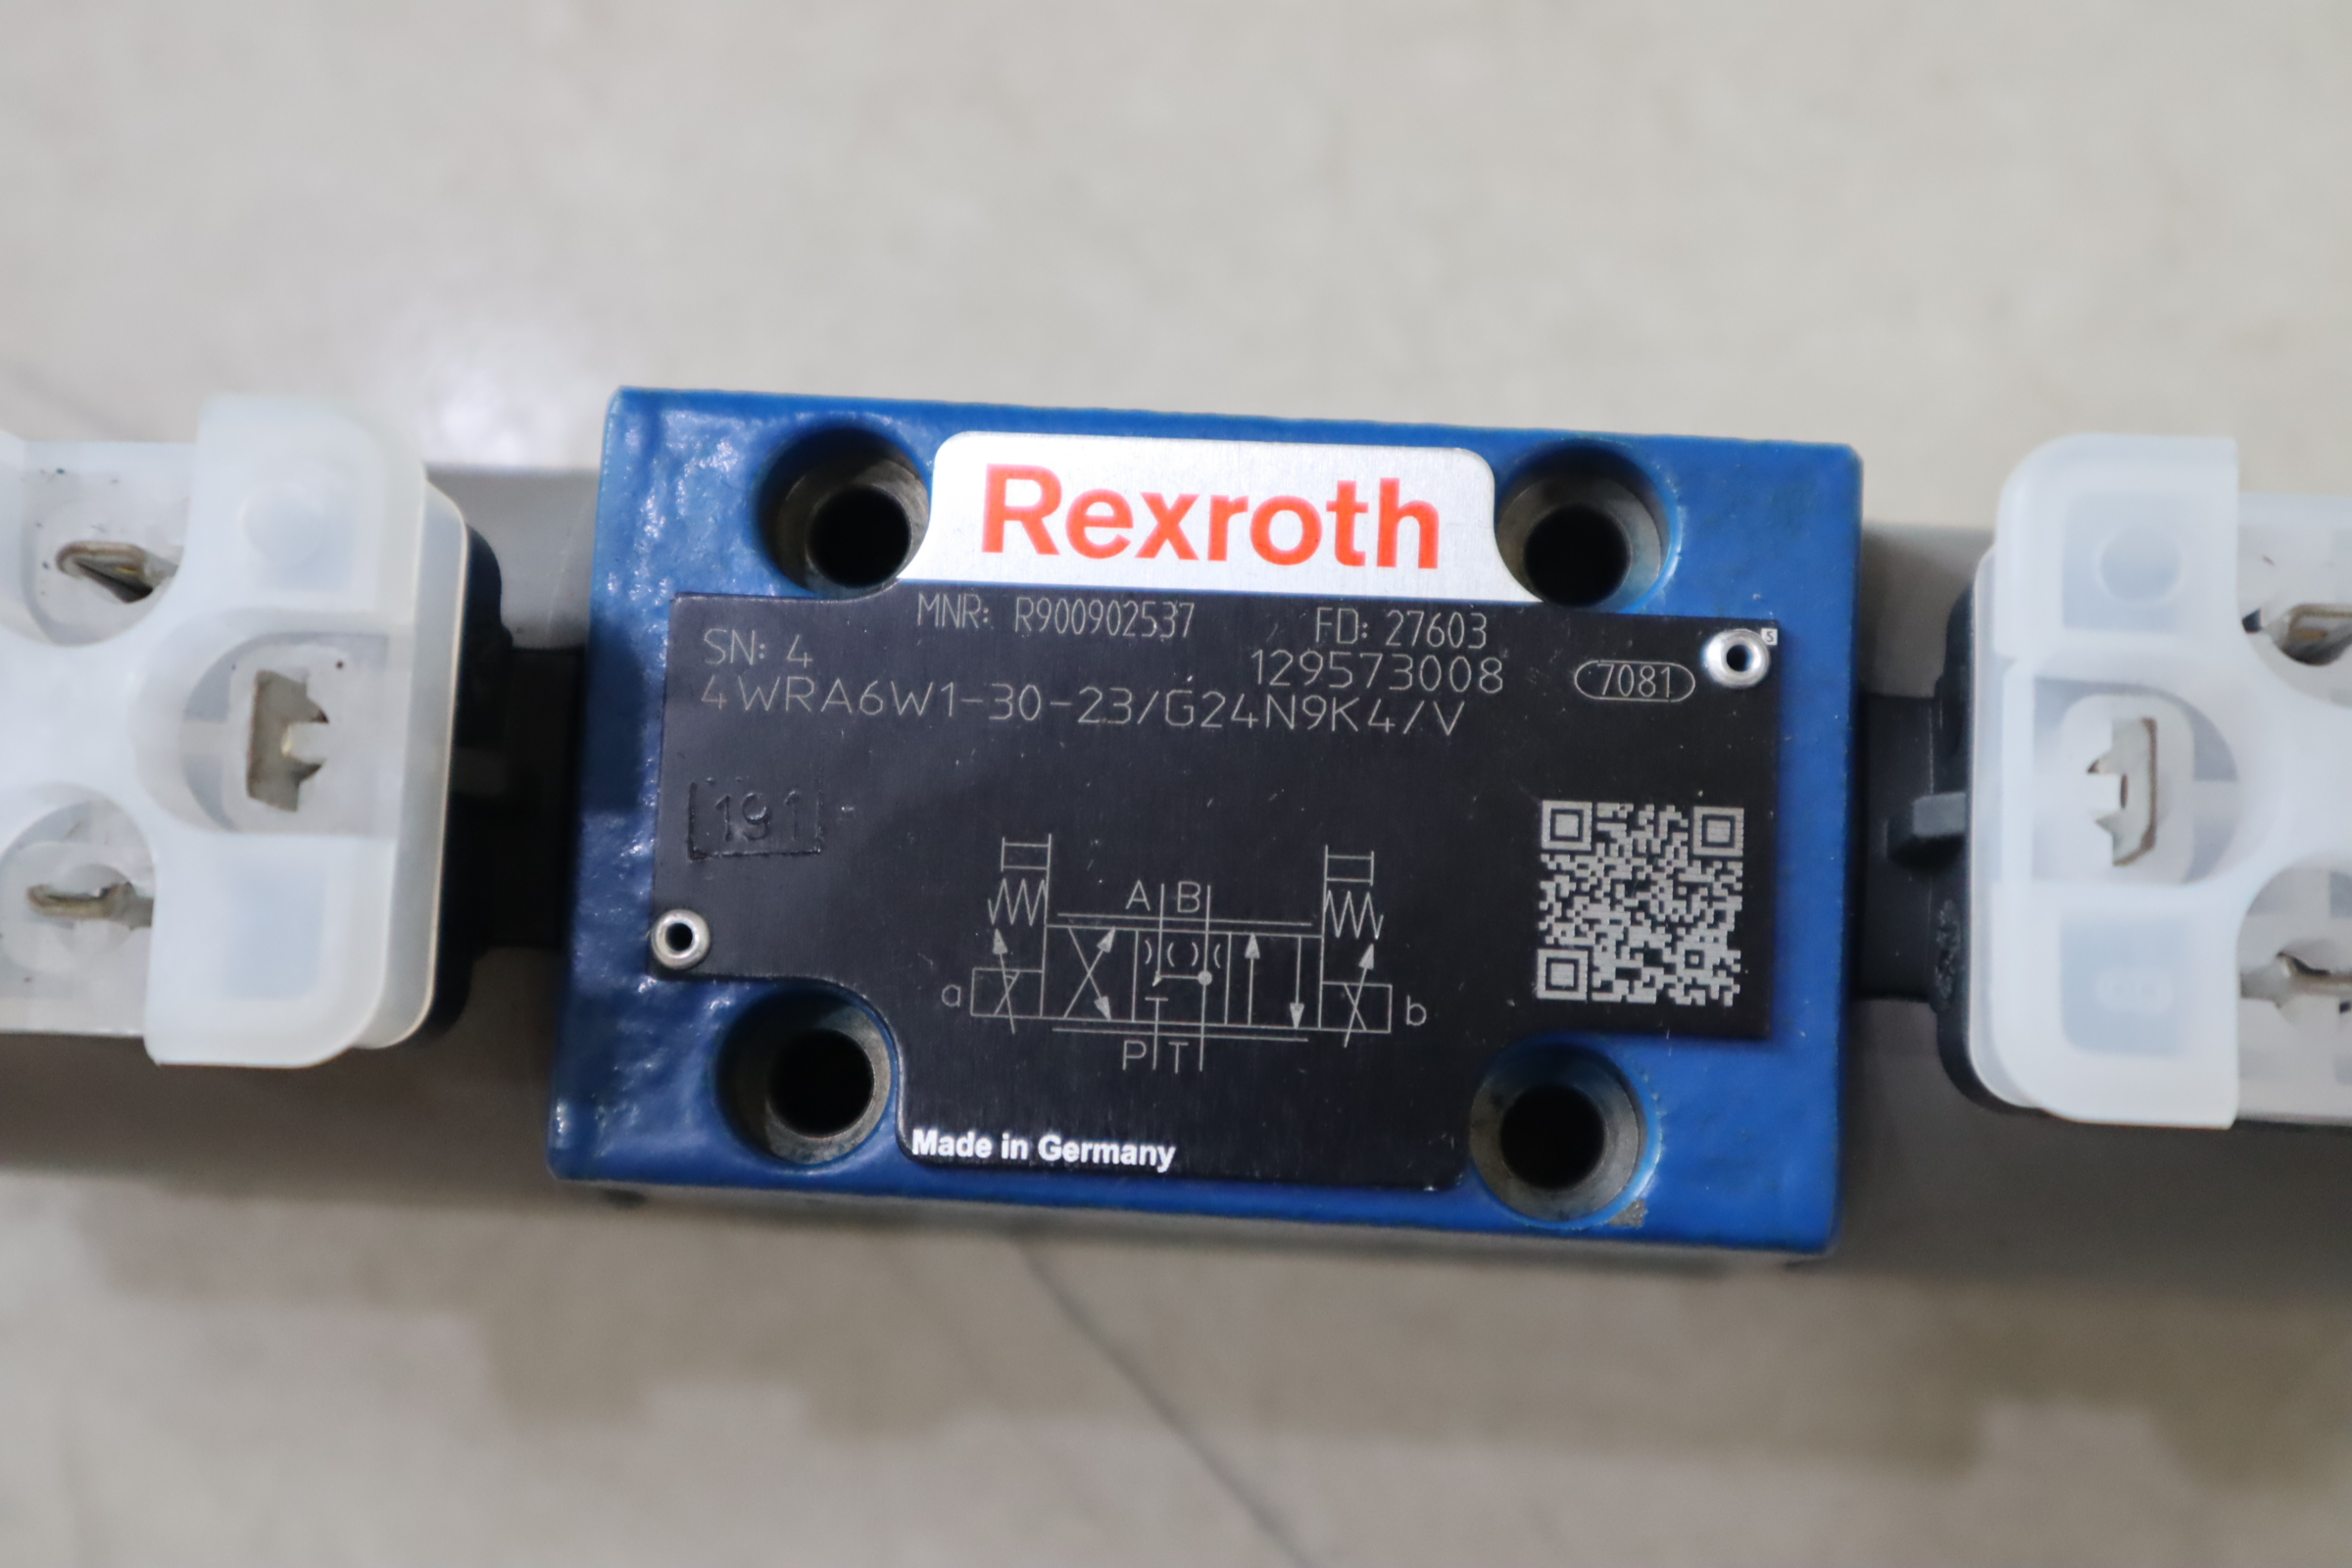 Rexroth
MNR: R900902537 FD: 27603
SN: 4 129573008 7081
4WRA6W1-30-23/G24N9K4/V
191
A B
a T b
P T
Made in Germany
S